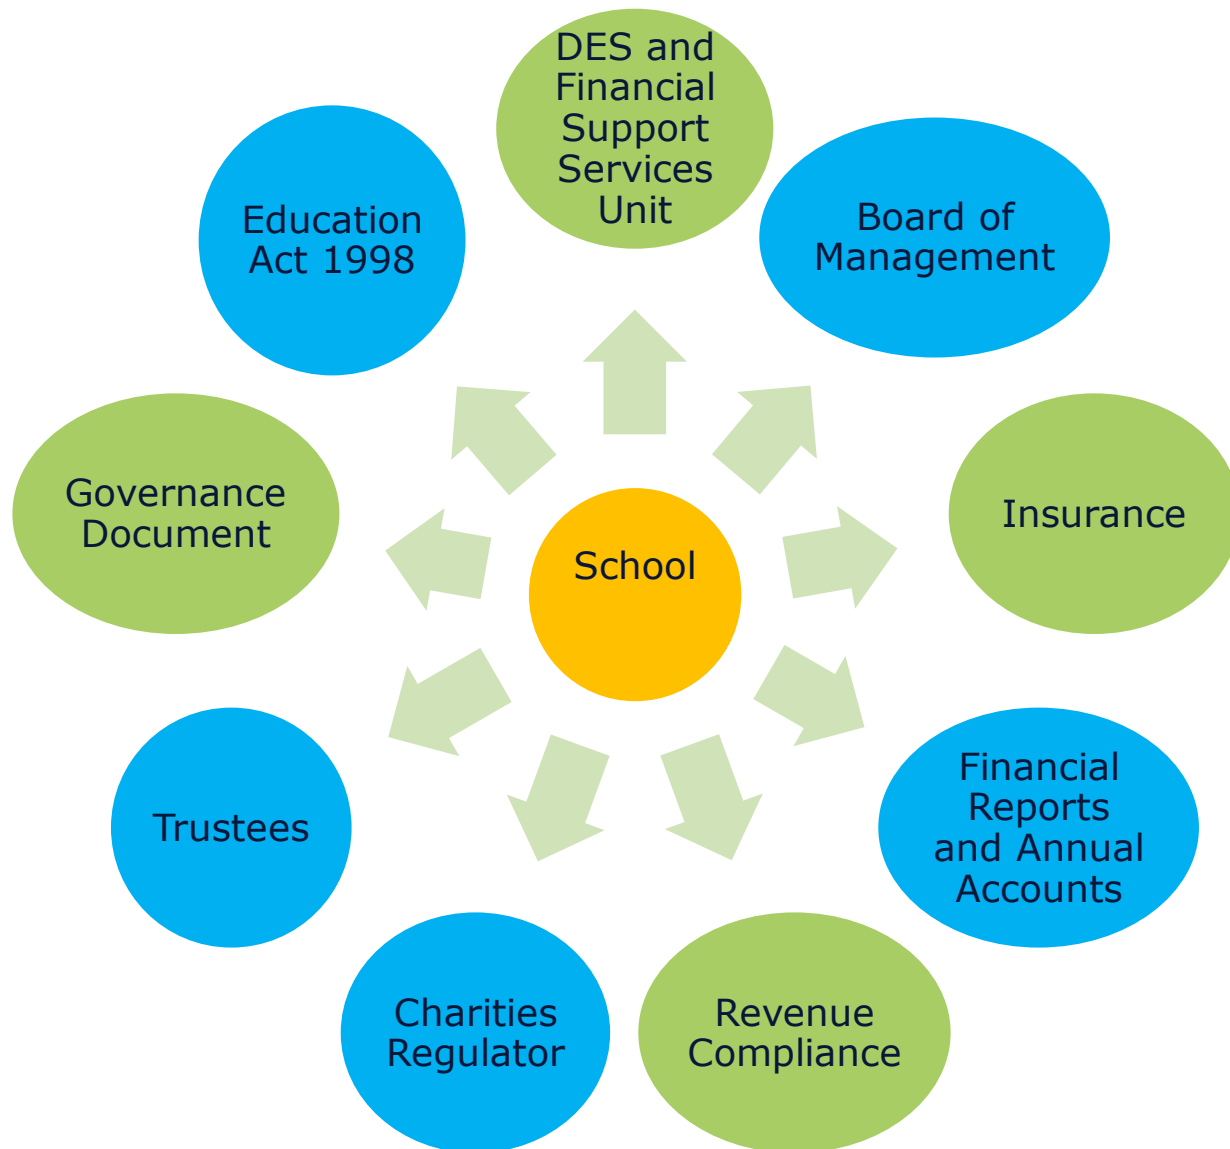 DES and
Financial
Support
Services
Unit
Board of
Management
Insurance
Financial
Reports
and Annual
Accounts
Revenue
Compliance
Charities
Regulator
Trustees
Governance
Document
Education
Act 1998
School